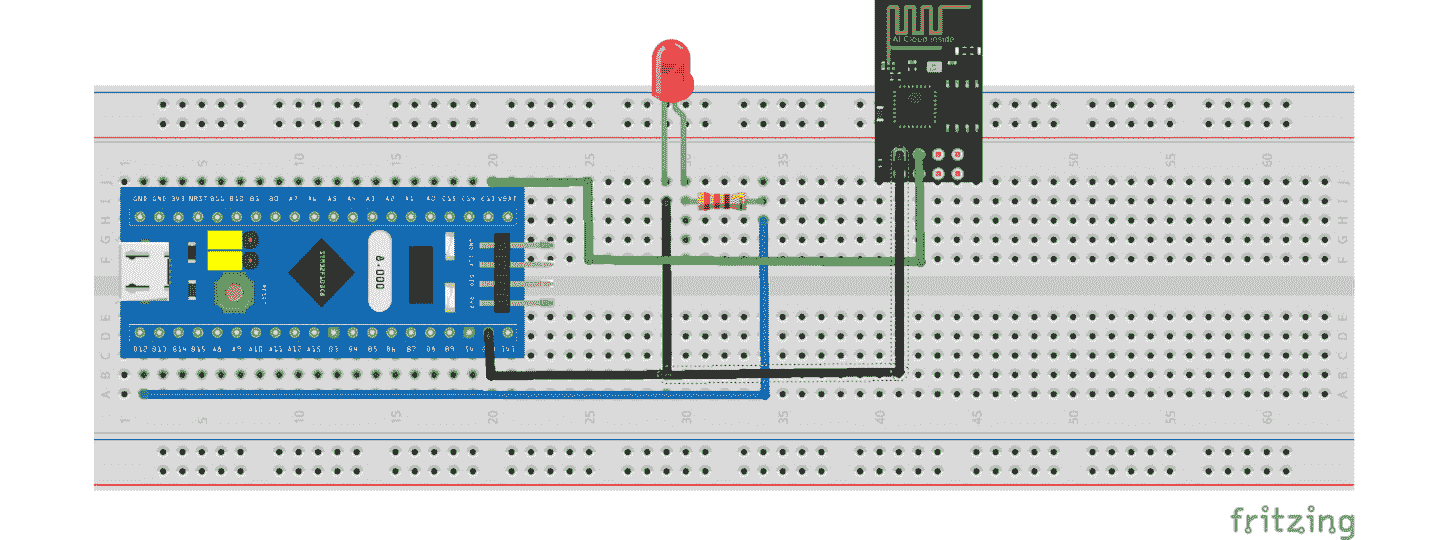 AI Cloud inside
1 5 10 15 20 25 30 35 40 45 50 55 60
J J
I I
H H
G G
F F
GND GND 3V3 NRST B11 B10 B1 B0 A7 A6 A5 A4 A3 A2 A1 A0 C15 C14 C13 VBAT
8.000
B12 B13 B14 B15 A8 A9 A10 A11 A12 A15 B3 B4 B5 B6 B7 B8 B9 5V
E E
D D
C C
B B
A A
1 5 10 15 20 25 30 35 40 45 50 55 60
fritzing